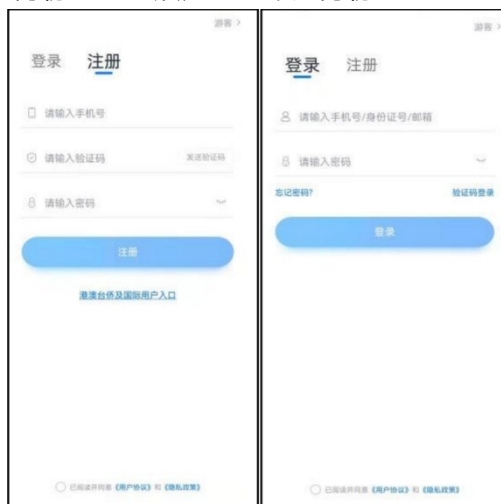 游客 >
登录 注册
请输入手机号
请输入验证码 发送验证码
请输入密码
注册
港澳台侨及国际用户入口
已阅读并同意《用户协议》和《隐私政策》
游客 >
登录 注册
请输入手机号/身份证号/邮箱
请输入密码
忘记密码? 验证码登录
登录
已阅读并同意《用户协议》和《隐私政策》